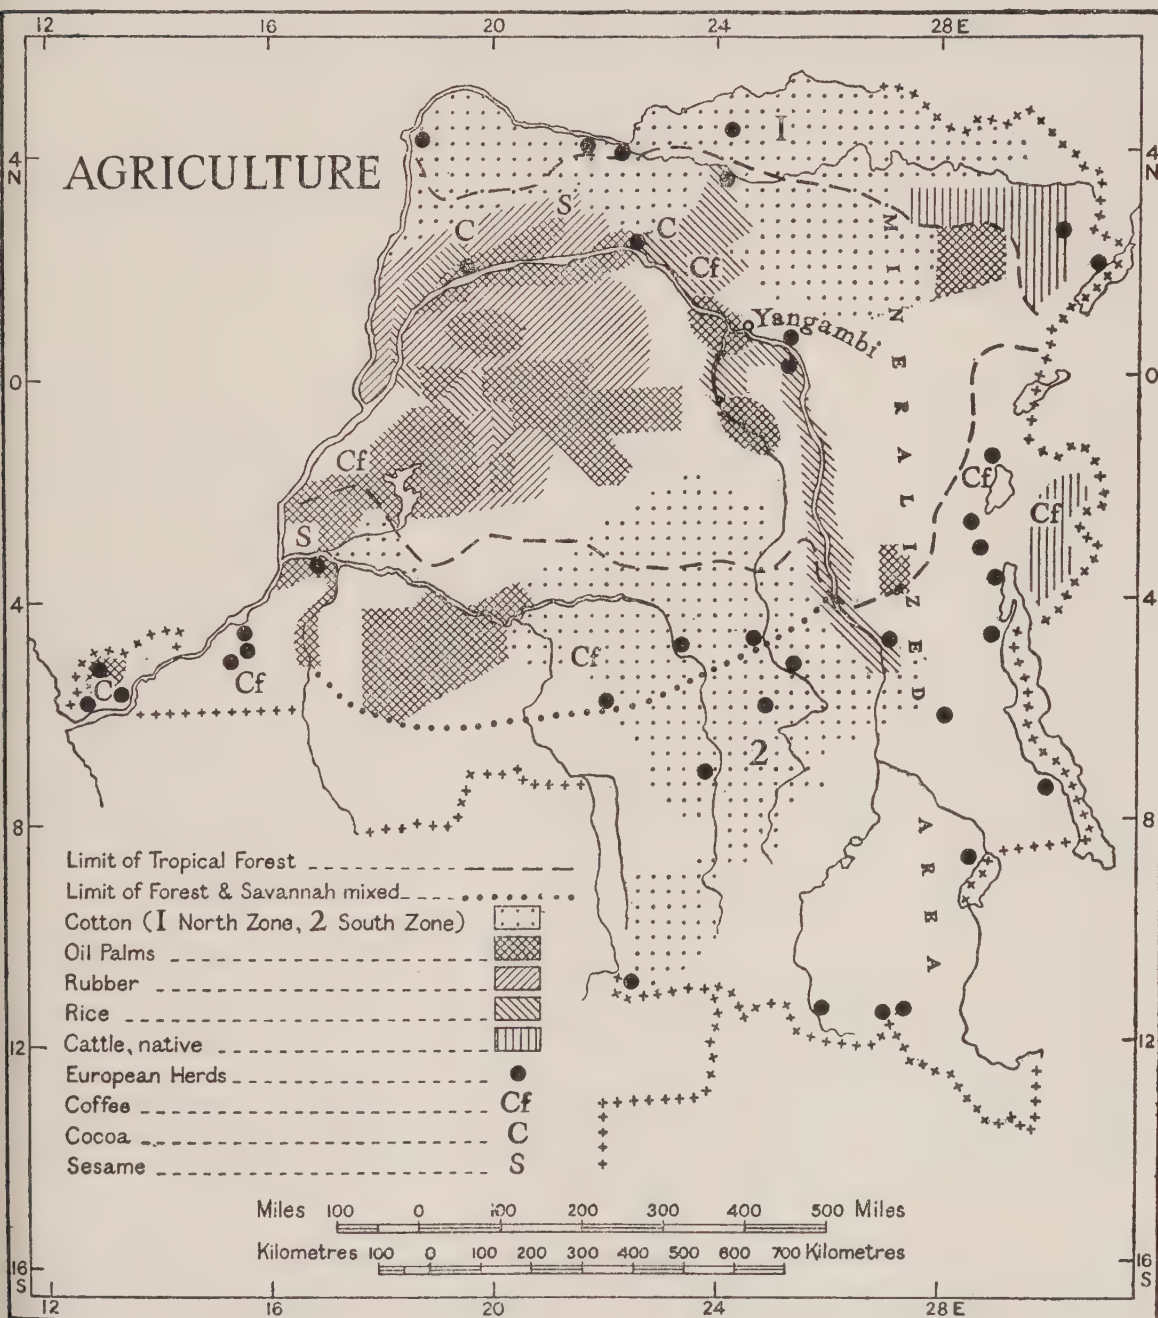 12 16 20 24 28 E
4 N
4 N
AGRICULTURE
I
S
C
C
Cf
Yangambi
MINERALIZED
AREA
0
0
Cf
Cf
Cf
S
4
4
C
Cf
Cf
2
8
8
Limit of Tropical Forest
Limit of Forest & Savannah mixed
Cotton (I North Zone, 2 South Zone)
Oil Palms
Rubber
Rice
Cattle, native
European Herds
Coffee Cf
Cocoa C
Sesame S
12
12
Miles 100 0 100 200 300 400 500 Miles
Kilometres 100 0 100 200 300 400 500 600 700 Kilometres
16 S
16 S
12 16 20 24 28 E